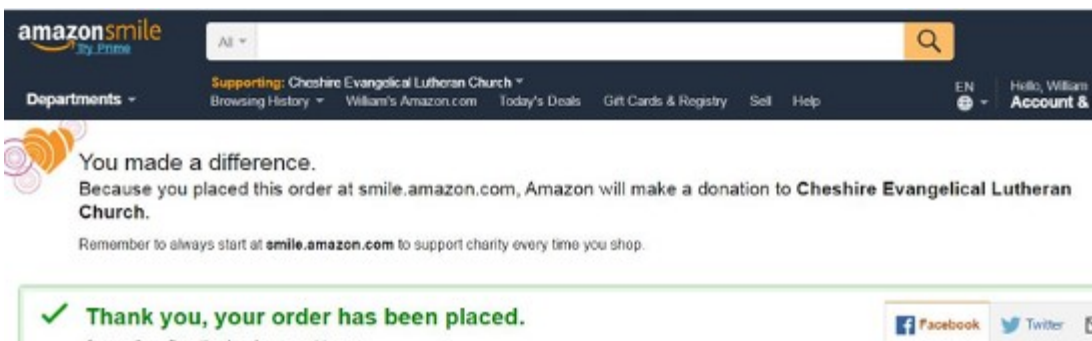 amazonsmile
Try Prime
All
Supporting: Cheshire Evangelical Lutheran Church
Departments
Browsing History William's Amazon.com Today's Deals Gift Cards & Registry Sell Help
EN
Hello, William
Account &
You made a difference.
Because you placed this order at smile.amazon.com, Amazon will make a donation to Cheshire Evangelical Lutheran
Church.
Remember to always start at smile.amazon.com to support charity every time you shop.
Thank you, your order has been placed.
Facebook Twitter